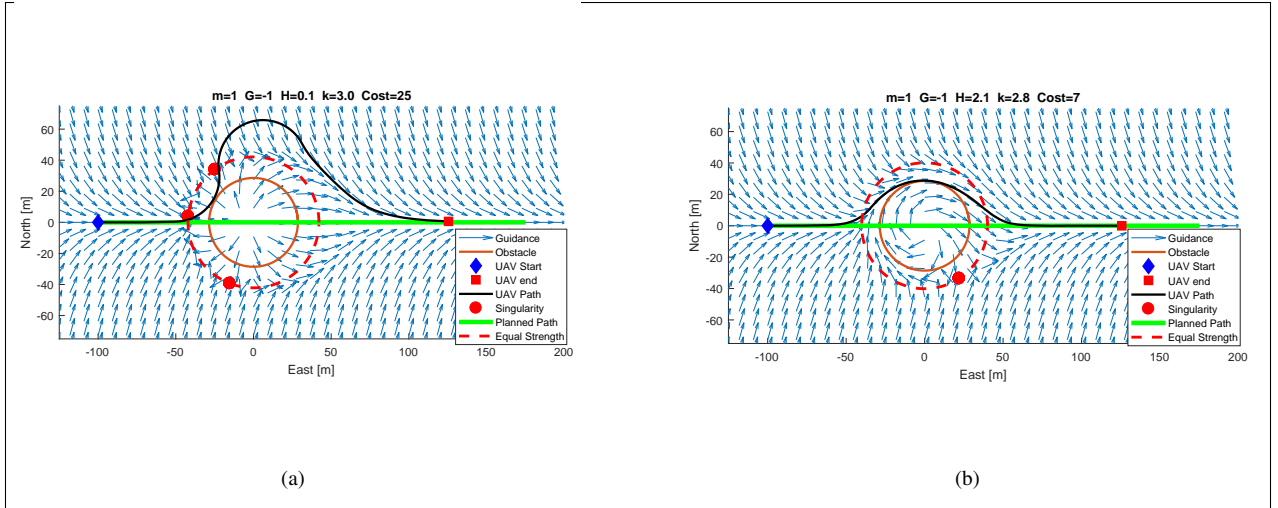 m=1 G=-1 H=0.1 k=3.0 Cost=25
North [m]
60
40
20
0
-20
-40
-60
-100
-50
0
50
100
150
200
East [m]
Guidance
Obstacle
UAV Start
UAV end
UAV Path
Singularity
Planned Path
Equal Strength
(a)
m=1 G=-1 H=2.1 k=2.8 Cost=7
North [m]
60
40
20
0
-20
-40
-60
-100
-50
0
50
100
150
200
East [m]
Guidance
Obstacle
UAV Start
UAV end
UAV Path
Singularity
Planned Path
Equal Strength
(b)